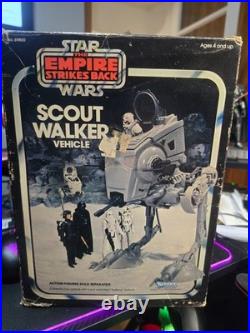 Ages 4 and up
STAR
THE
EMPIRE
STRIKES BACK
WARS
SCOUT
WALKER
VEHICLE
ACTION FIGURES SOLD SEPARATELY
Kenner